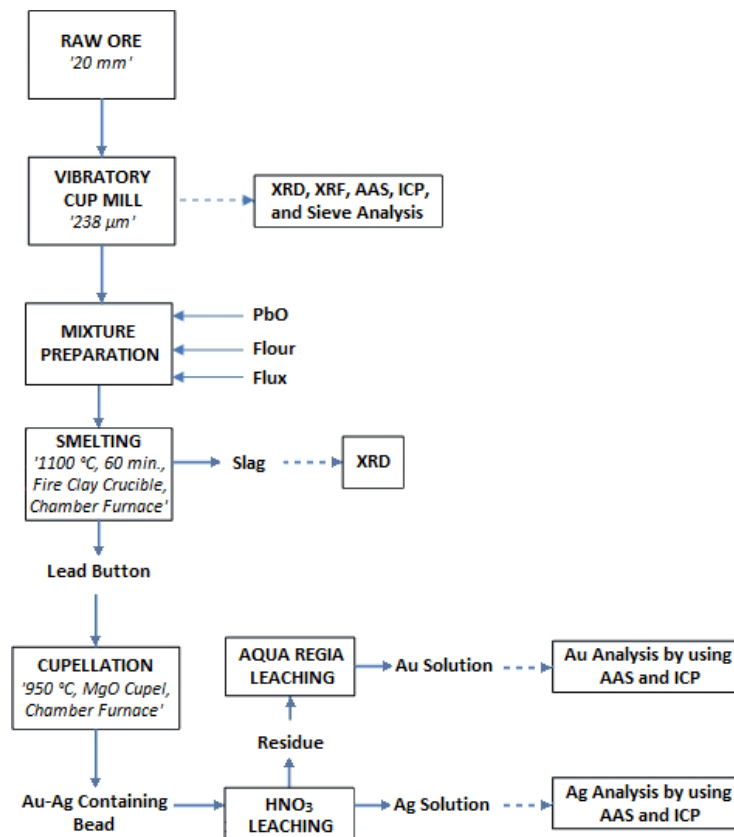 RAW ORE
'20 mm'
VIBRATORY
CUP MILL
'238 µm'
XRD, XRF, AAS, ICP,
and Sieve Analysis
MIXTURE
PREPARATION
PbO
Flour
Flux
SMELTING
'1100 °C, 60 min.,
Fire Clay Crucible,
Chamber Furnace'
Slag
XRD
Lead Button
CUPELLATION
'950 °C, MgO Cupel,
Chamber Furnace'
AQUA REGIA
LEACHING
Au Solution
Au Analysis by using
AAS and ICP
Residue
Au-Ag Containing
Bead
HNO₃
LEACHING
Ag Solution
Ag Analysis by using
AAS and ICP